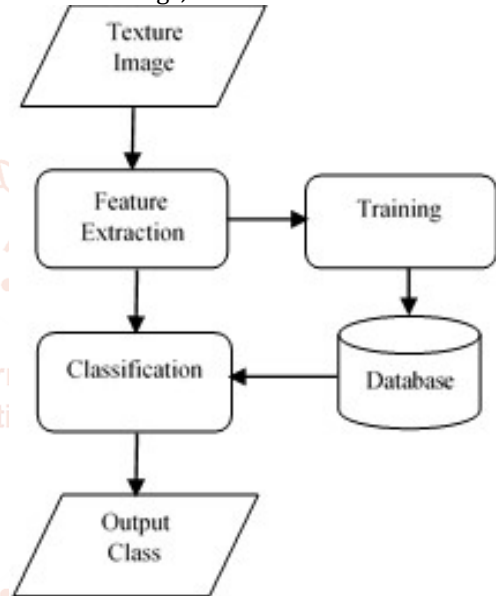 Texture
Image
Feature
Extraction
Training
Classification
Database
Output
Class